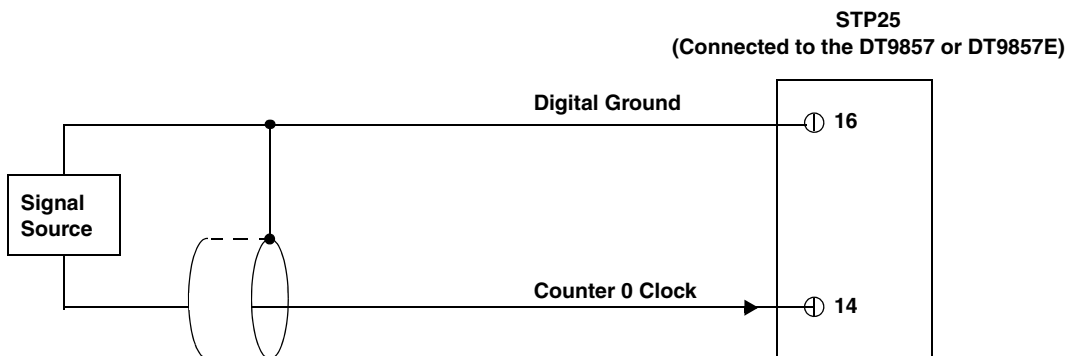 STP25
(Connected to the DT9857 or DT9857E)
Digital Ground
16
Signal
Source
Counter 0 Clock
14